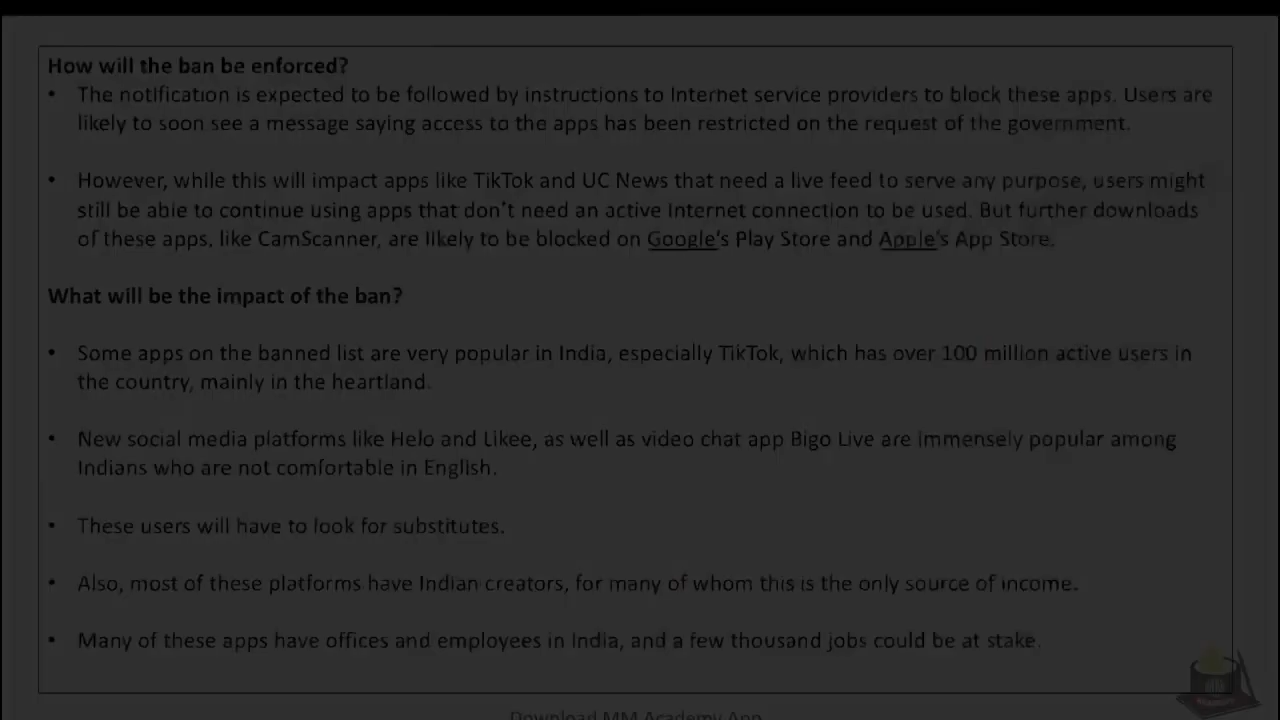 How will the ban be enforced?
• The notification is expected to be followed by instructions to Internet service providers to block these apps. Users are
likely to soon see a message saying access to the apps has been restricted on the request of the government.
• However, while this will impact apps like TikTok and UC News that need a live feed to serve any purpose, users might
still be able to continue using apps that don't need an active Internet connection to be used. But further downloads
of these apps, like CamScanner, are likely to be blocked on Google's Play Store and Apple's App Store.
What will be the impact of the ban?
• Some apps on the banned list are very popular in India, especially TikTok, which has over 100 million active users in
the country, mainly in the heartland.
• New social media platforms like Helo and Likee, as well as video chat app Bigo Live are immensely popular among
Indians who are not comfortable in English.
• These users will have to look for substitutes.
• Also, most of these platforms have Indian creators, for many of whom this is the only source of income.
• Many of these apps have offices and employees in India, and a few thousand jobs could be at stake.
Download MM Academy App